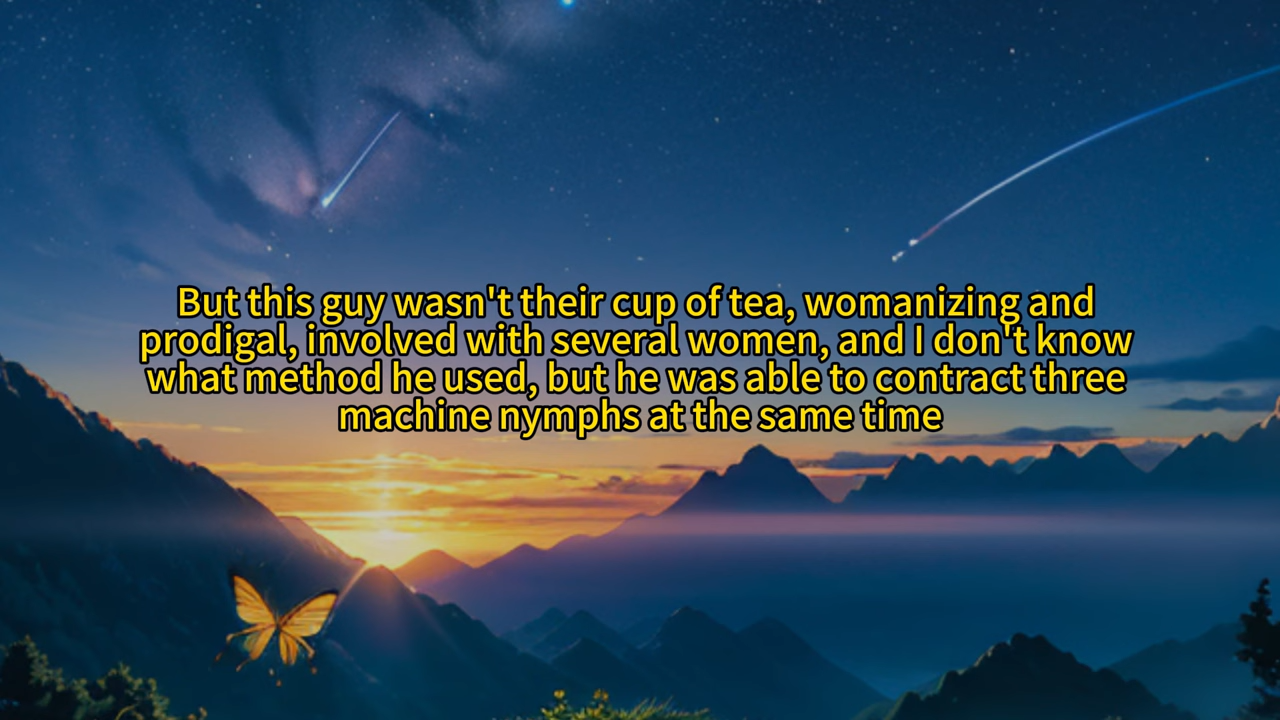 But this guy wasn't their cup of tea, womanizing and
prodigal, involved with several women, and I don't know
what method he used, but he was able to contract three
machine nymphs at the same time